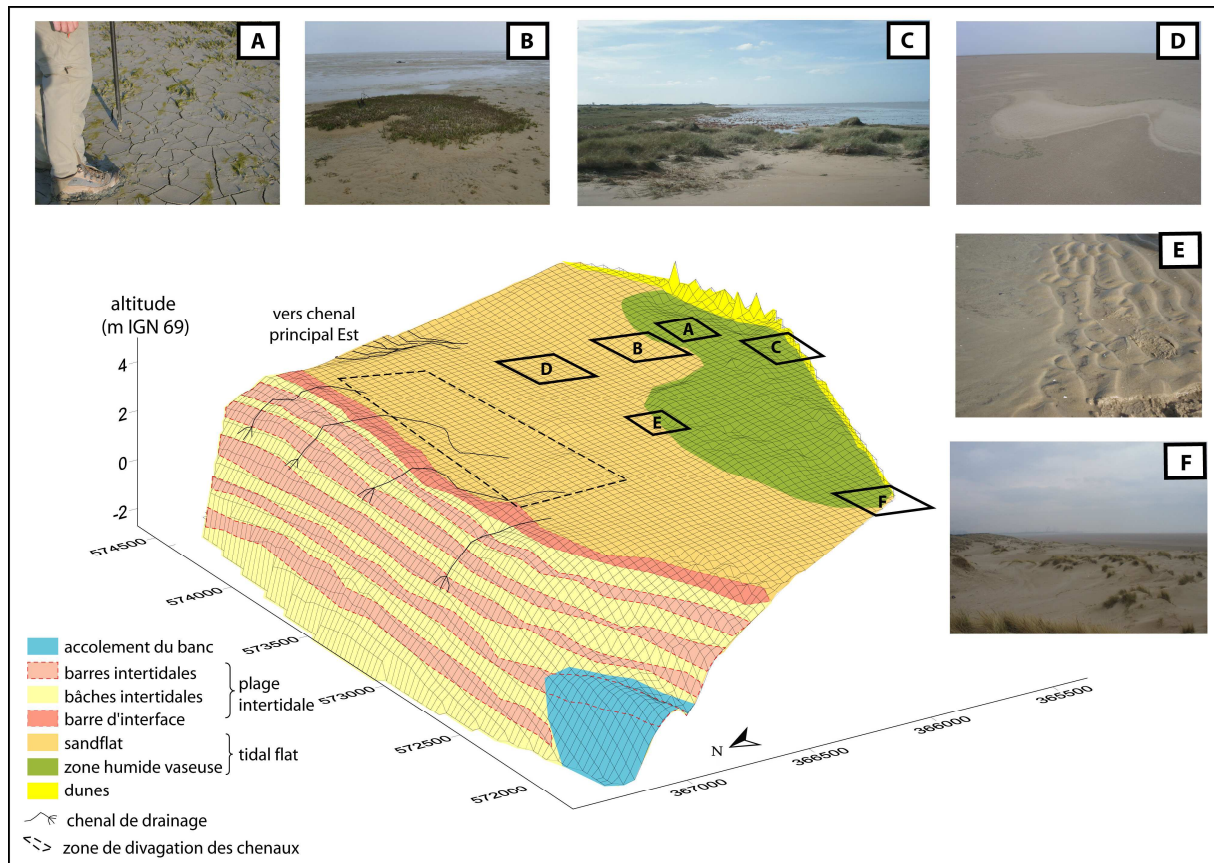 A
B
C
D
E
F
altitude
(m IGN 69)
vers chenal
principal Est
4
2
0
-2
A
B
C
D
E
F
574500
574000
573500
573000
572500
572000
367000
366500
366000
365500
N
accolement du banc
barres intertidales
bâches intertidales
barre d'interface
plage
intertidale
sandflat
zone humide vaseuse
tidal flat
dunes
chenal de drainage
zone de divagation des chenaux